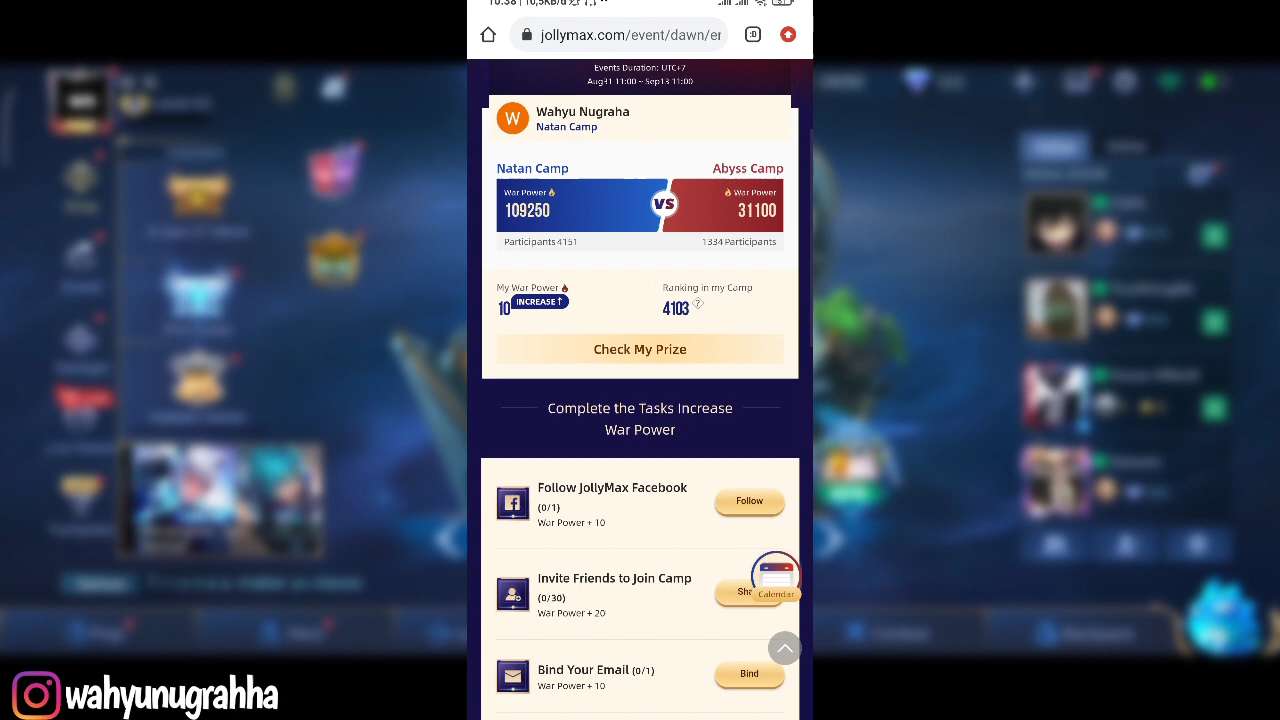 jollymax.com/event/dawn/er
:D
Events Duration: UTC+7
Aug31 11:00 ~ Sep13 11:00
W
Wahyu Nugraha
Natan Camp
Natan Camp
Abyss Camp
War Power
109250
VS
War Power
31100
Participants 4151
1334 Participants
My War Power
10
INCREASE ↑
Ranking in my Camp
4103 ?
Check My Prize
Complete the Tasks Increase
War Power
Follow JollyMax Facebook
(0/1)
War Power + 10
Follow
Invite Friends to Join Camp
(0/30)
War Power + 20
Calendar
Bind Your Email (0/1)
War Power + 10
Bind
wahyunugrahha